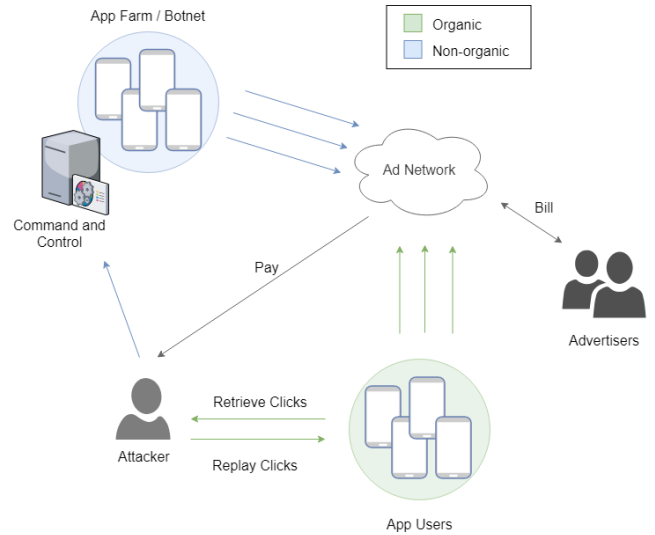 App Farm / Botnet
Organic
Non-organic
Ad Network
Command and
Control
Bill
Pay
Advertisers
Retrieve Clicks
Attacker
Replay Clicks
App Users